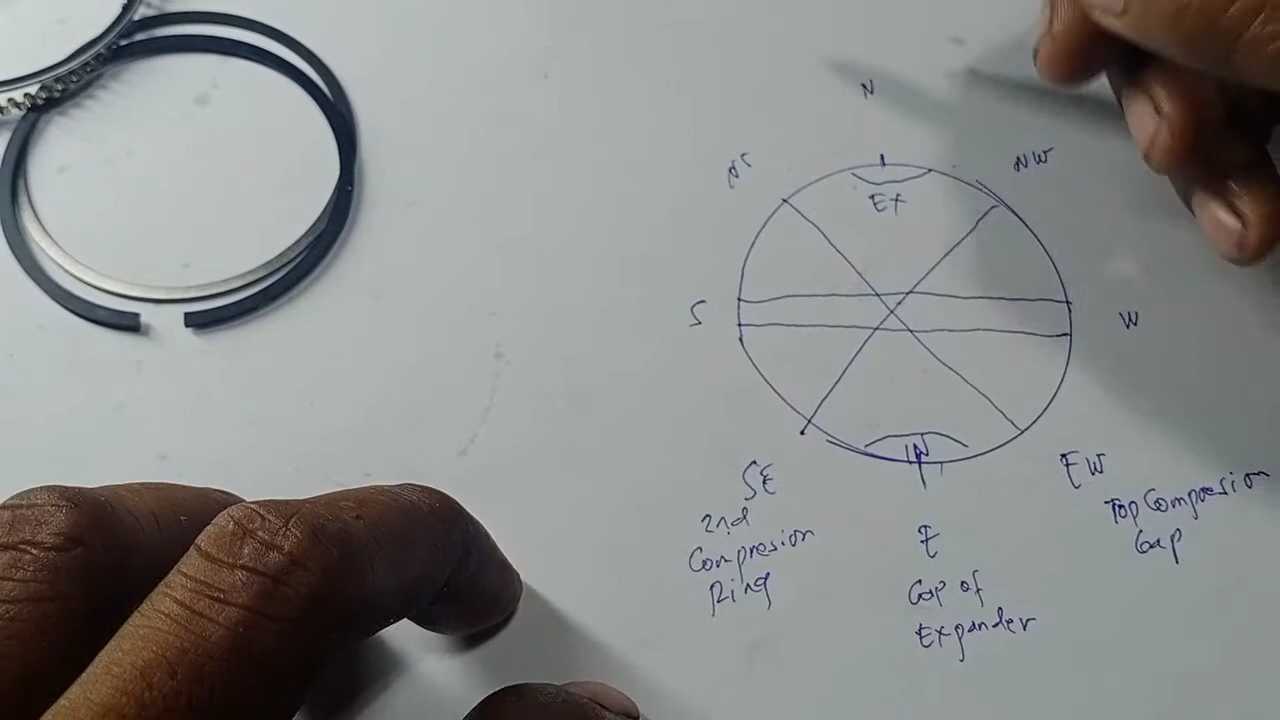 N
NW
EX
S
W
IN
SE
2nd
Compresion
Ring
E
Gap of
Expander
EW
Top Compresion
Gap